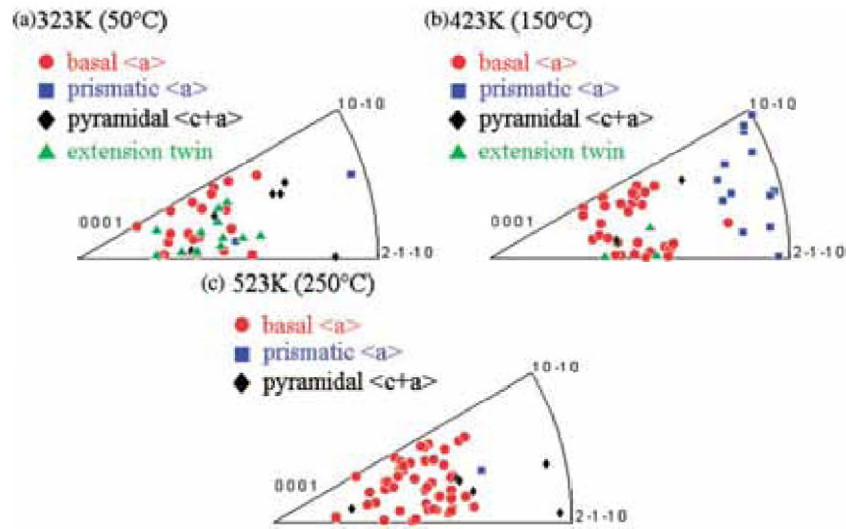 (a)323K (50°C)
basal <a>
prismatic <a>
pyramidal <c+a>
extension twin
10-10
0001
2-1-10
(b)423K (150°C)
basal <a>
prismatic <a>
pyramidal <c+a>
extension twin
10-10
0001
2-1-10
(c) 523K (250°C)
basal <a>
prismatic <a>
pyramidal <c+a>
10-10
0001
2-1-10